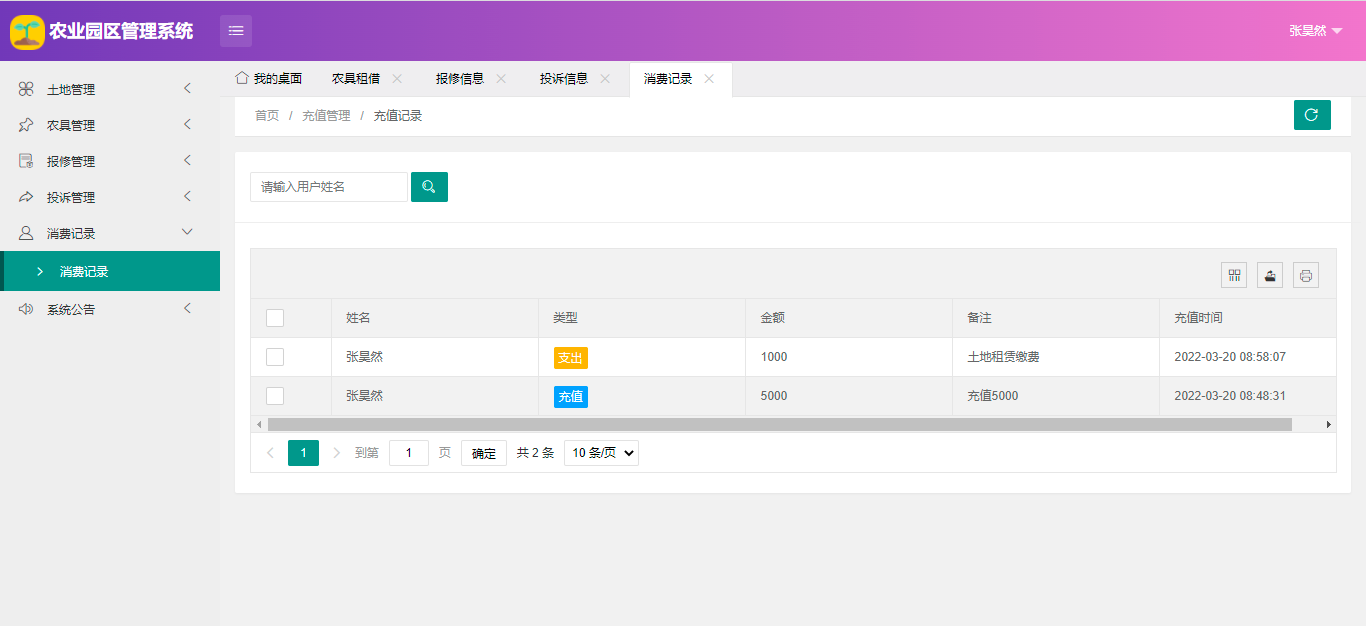 农业园区管理系统
张昊然
土地管理
农具管理
报修管理
投诉管理
消费记录
消费记录
系统公告
我的桌面 农具租借 报修信息 投诉信息 消费记录
首页 / 充值管理 / 充值记录
请输入用户姓名
姓名 类型 金额 备注 充值时间
张昊然 支出 1000 土地租赁缴费 2022-03-20 08:58:07
张昊然 充值 5000 充值5000 2022-03-20 08:48:31
1 到第 1 页 确定 共 2 条 10 条/页